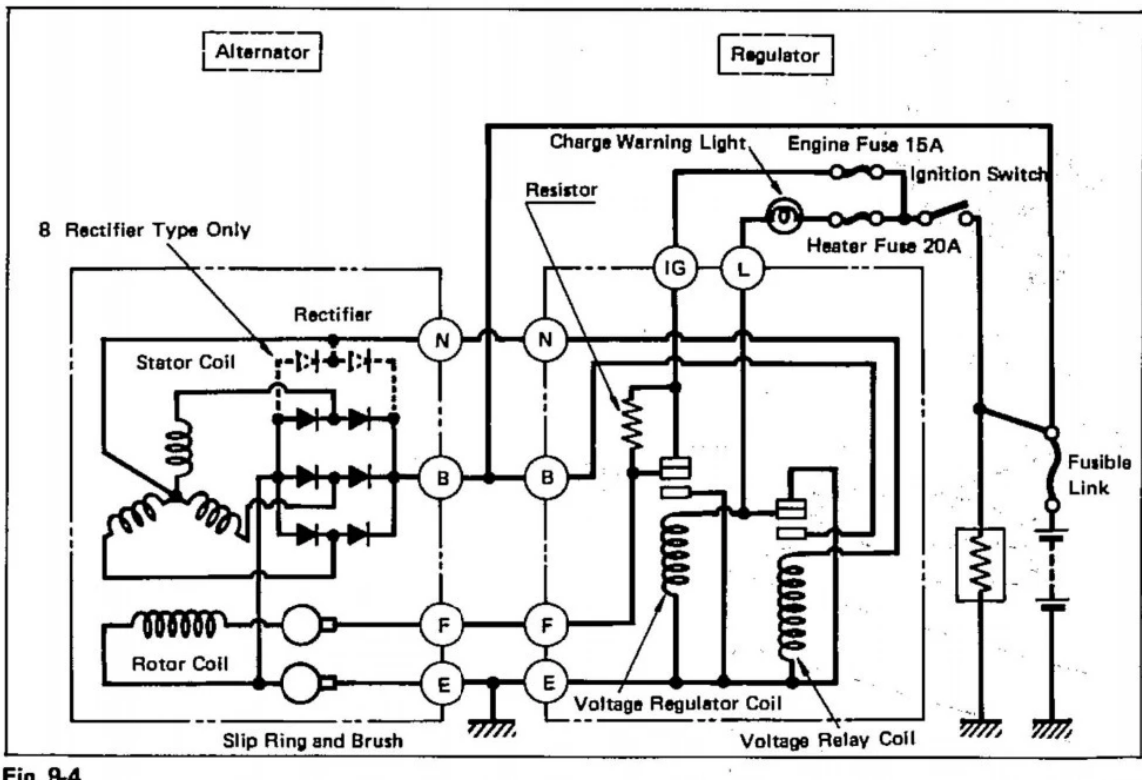 Alternator
Regulator
Charge Warning Light
Engine Fuse 15A
Ignition Switch
Resistor
8 Rectifier Type Only
Heater Fuse 20A
IG
L
Rectifier
N
N
Stator Coil
B
B
Fusible
Link
F
F
Rotor Coil
E
E
Voltage Regulator Coil
Slip Ring and Brush
Voltage Relay Coil
Fig. 9-4